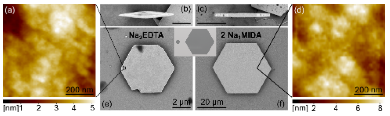 (a)
200 nm
[nm]1 2 3 4 5
(b)
(c)
Na₂EDTA
2 Na₂MIDA
(e)
2 µm
20 µm
(f)
(d)
200 nm
[nm] 2 4 6 8